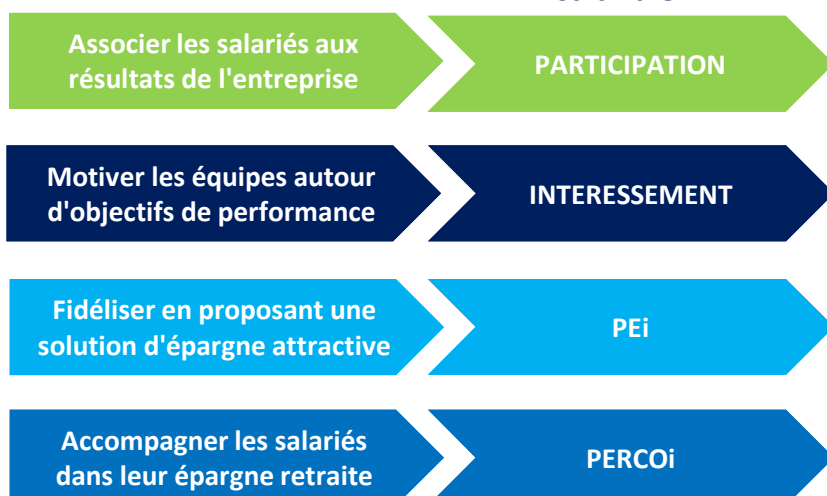 Associer les salariés aux
résultats de l'entreprise
PARTICIPATION
Motiver les équipes autour
d'objectifs de performance
INTERESSEMENT
Fidéliser en proposant une
solution d'épargne attractive
PEi
Accompagner les salariés
dans leur épargne retraite
PERCOi